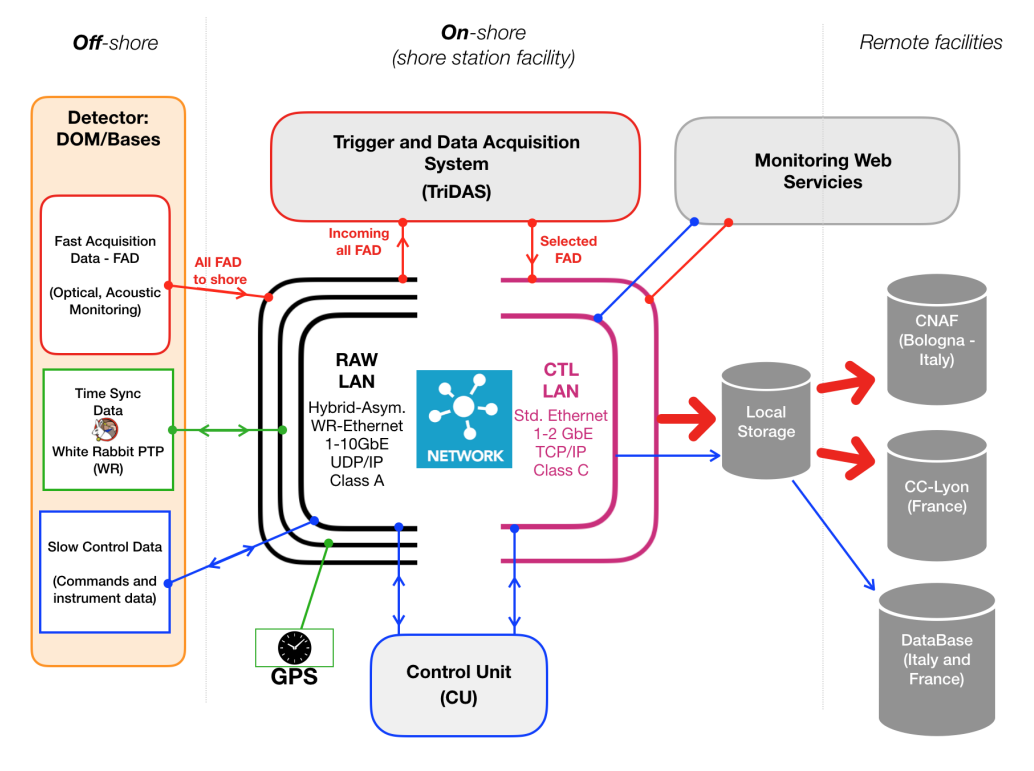 Off-shore
On-shore
(shore station facility)
Remote facilities
Detector:
DOM/Bases
Fast Acquisition
Data - FAD
(Optical, Acoustic
Monitoring)
Time Sync
Data
White Rabbit PTP
(WR)
Slow Control Data
(Commands and
instrument data)
All FAD
to shore
Trigger and Data Acquisition
System
(TriDAS)
Incoming
all FAD
Selected
FAD
Monitoring Web
Servicies
RAW
LAN
Hybrid-Asym.
WR-Ethernet
1-10GbE
UDP/IP
Class A
NETWORK
CTL
LAN
Std. Ethernet
1-2 GbE
TCP/IP
Class C
GPS
Control Unit
(CU)
Local
Storage
CNAF
(Bologna -
Italy)
CC-Lyon
(France)
DataBase
(Italy and
France)